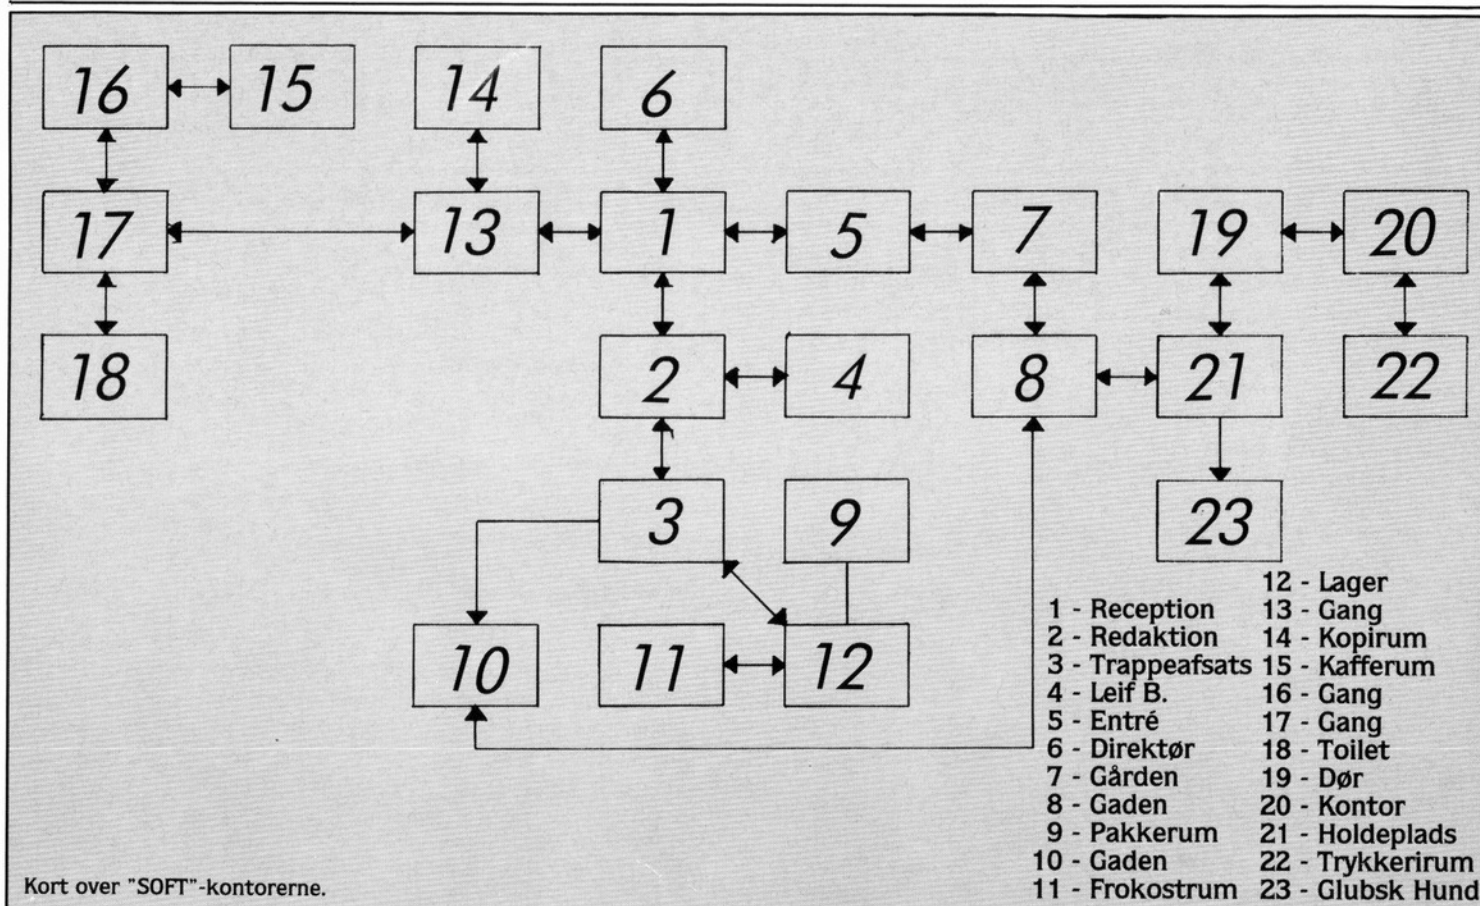 16 15 14 6
17 13 1 5 7 19 20
18 2 4 8 21 22
3 9 23
10 11 12
1 - Reception
2 - Redaktion
3 - Trappeafsats
4 - Leif B.
5 - Entré
6 - Direktør
7 - Gården
8 - Gaden
9 - Pakkerum
10 - Gaden
11 - Frokostrum
12 - Lager
13 - Gang
14 - Kopirum
15 - Kafferum
16 - Gang
17 - Gang
18 - Toilet
19 - Dør
20 - Kontor
21 - Holdeplads
22 - Trykkerirum
23 - Glubsk Hund
Kort over "SOFT"-kontorerne.